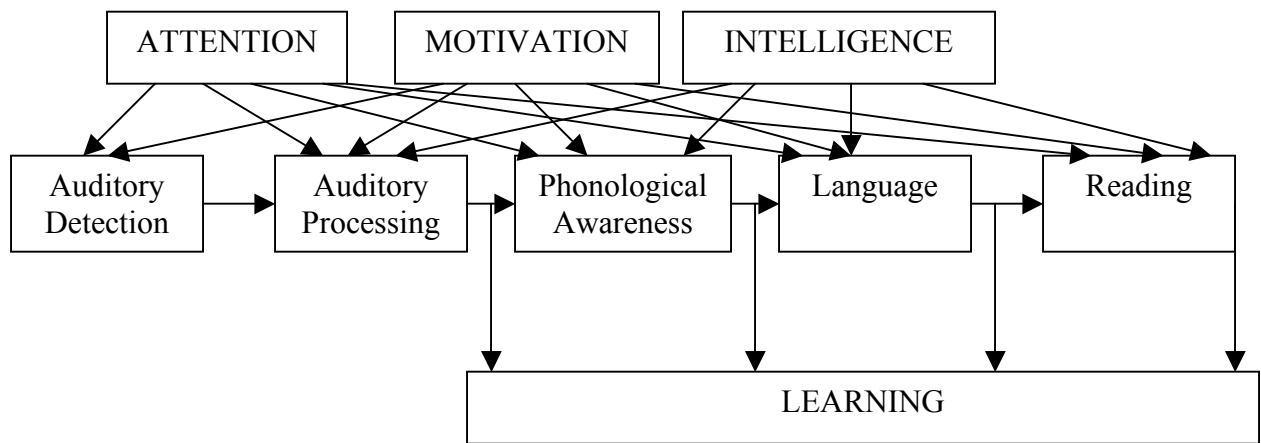 ATTENTION
MOTIVATION
INTELLIGENCE
Auditory
Detection
Auditory
Processing
Phonological
Awareness
Language
Reading
LEARNING